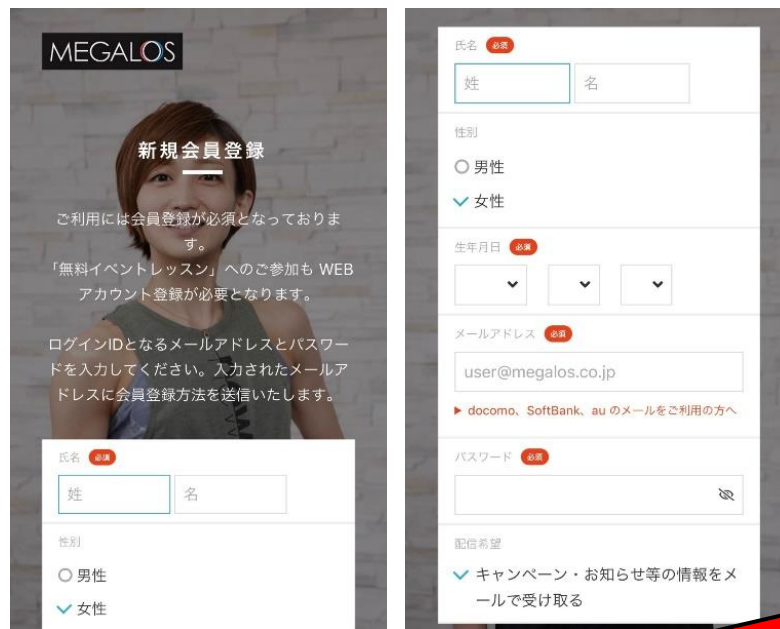 MEGALOS
新規会員登録
ご利用には会員登録が必須となっておりま
す。
「無料イベントレッスン」へのご参加も WEB
アカウント登録が必要となります。
ログインIDとなるメールアドレスとパスワー
ドを入力してください。入力されたメールア
ドレスに会員登録方法を送信いたします。
氏名 必須
姓 名
性別
男性
女性
氏名 必須
姓 名
性別
男性
女性
生年月日 必須
メールアドレス 必須
user@megalos.co.jp
▶ docomo、SoftBank、au のメールをご利用の方へ
パスワード 必須
配信希望
キャンペーン・お知らせ等の情報をメ
ールで受け取る